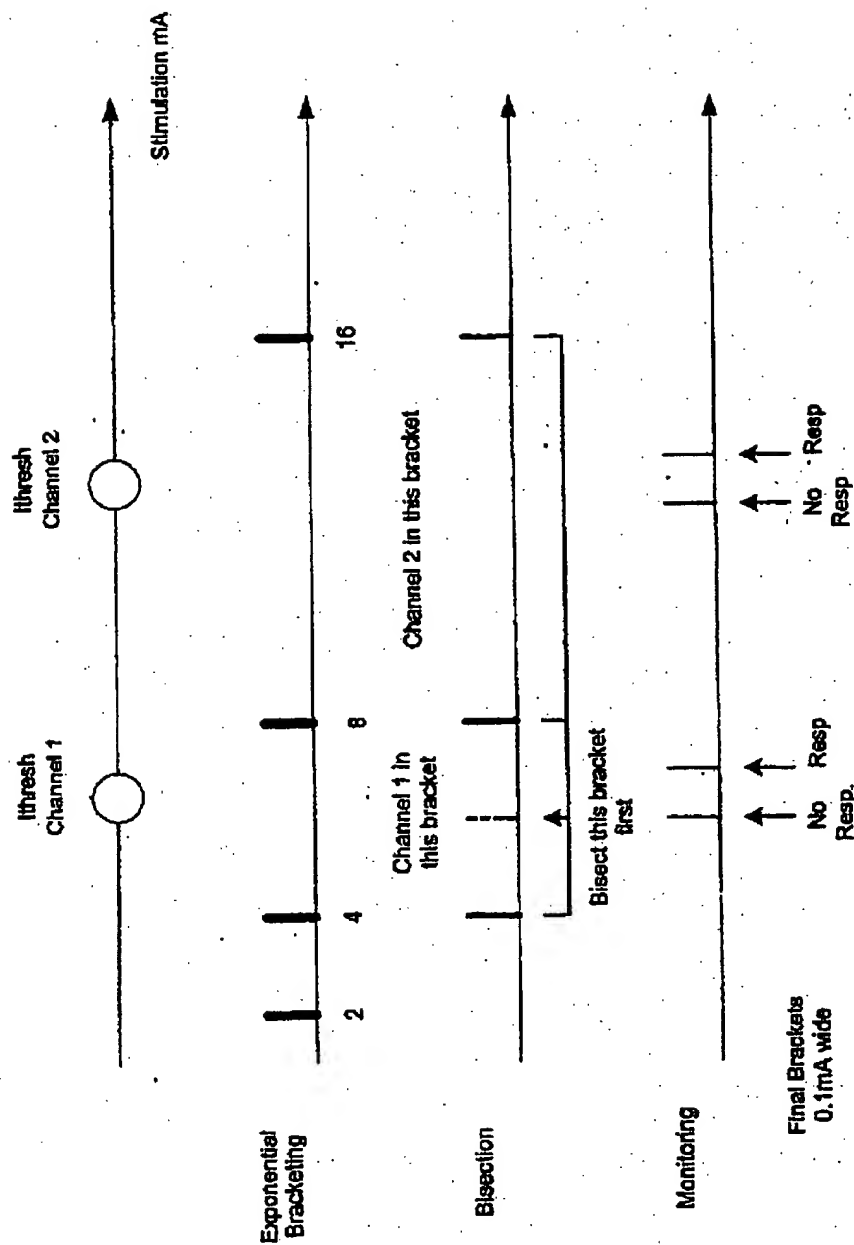 Ithresh
Channel 1
Ithresh
Channel 2
Stimulation mA
Exponential
Bracketing
2
4
8
16
Bisection
Channel 1 in
this bracket
Channel 2 in this bracket
Bisect this bracket
first
Monitoring
No
Resp.
Resp
No
Resp
Resp
Final Brackets
0.1mA wide